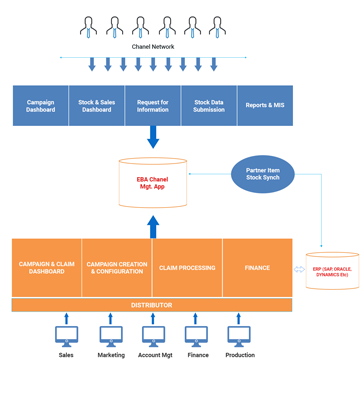 Chanel Network
Campaign
Dashboard
Stock & Sales
Dashboard
Request for
Information
Stock Data
Submission
Reports & MIS
EBA Chanel
Mgt. App
Partner Item
Stock Synch
CAMPAIGN & CLAIM
DASHBOARD
CAMPAIGN CREATION
& CONFIGURATION
CLAIM PROCESSING
FINANCE
ERP (SAP, ORACLE,
DYNAMICS Etc)
DISTRIBUTOR
Sales
Marketing
Account Mgt
Finance
Production